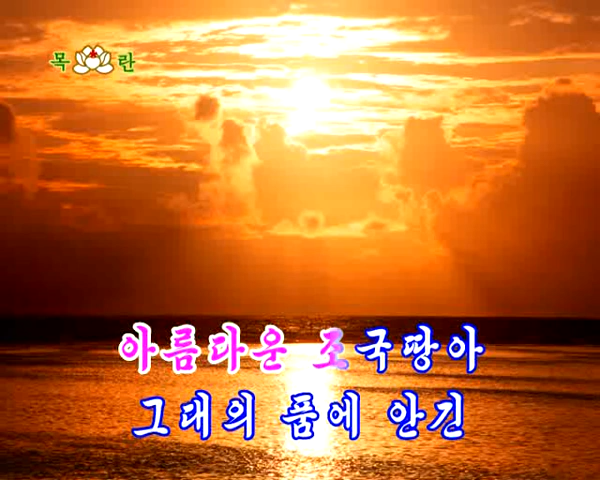 목란
아름다운 조국땅아
그대의 품에 안긴